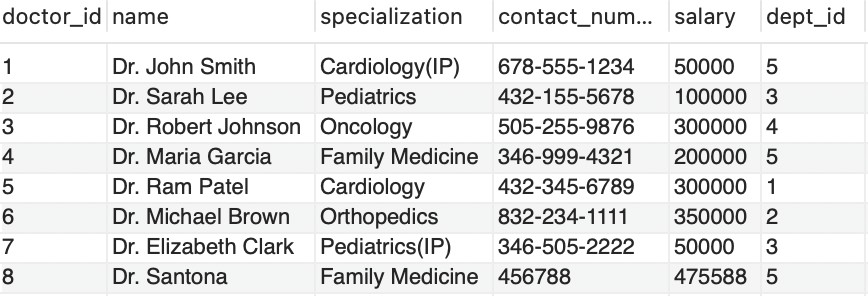 doctor_id name specialization contact_num... salary dept_id
1 Dr. John Smith Cardiology(IP) 678-555-1234 50000 5
2 Dr. Sarah Lee Pediatrics 432-155-5678 100000 3
3 Dr. Robert Johnson Oncology 505-255-9876 300000 4
4 Dr. Maria Garcia Family Medicine 346-999-4321 200000 5
5 Dr. Ram Patel Cardiology 432-345-6789 300000 1
6 Dr. Michael Brown Orthopedics 832-234-1111 350000 2
7 Dr. Elizabeth Clark Pediatrics(IP) 346-505-2222 50000 3
8 Dr. Santona Family Medicine 456788 475588 5